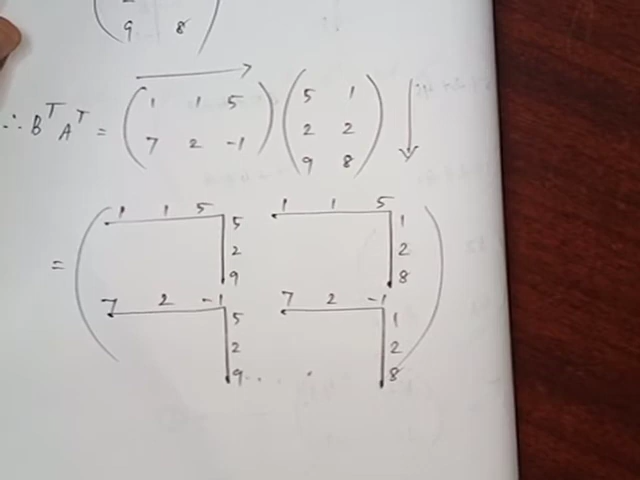 9 8
1 1 5 5 1
∴ B^T A^T = 2 2
7 2 -1 9 8
1 1 5 1 1 5
5 1
2 2
= 9 8
7 2 -1 7 2 -1
5 1
2 2
9 8